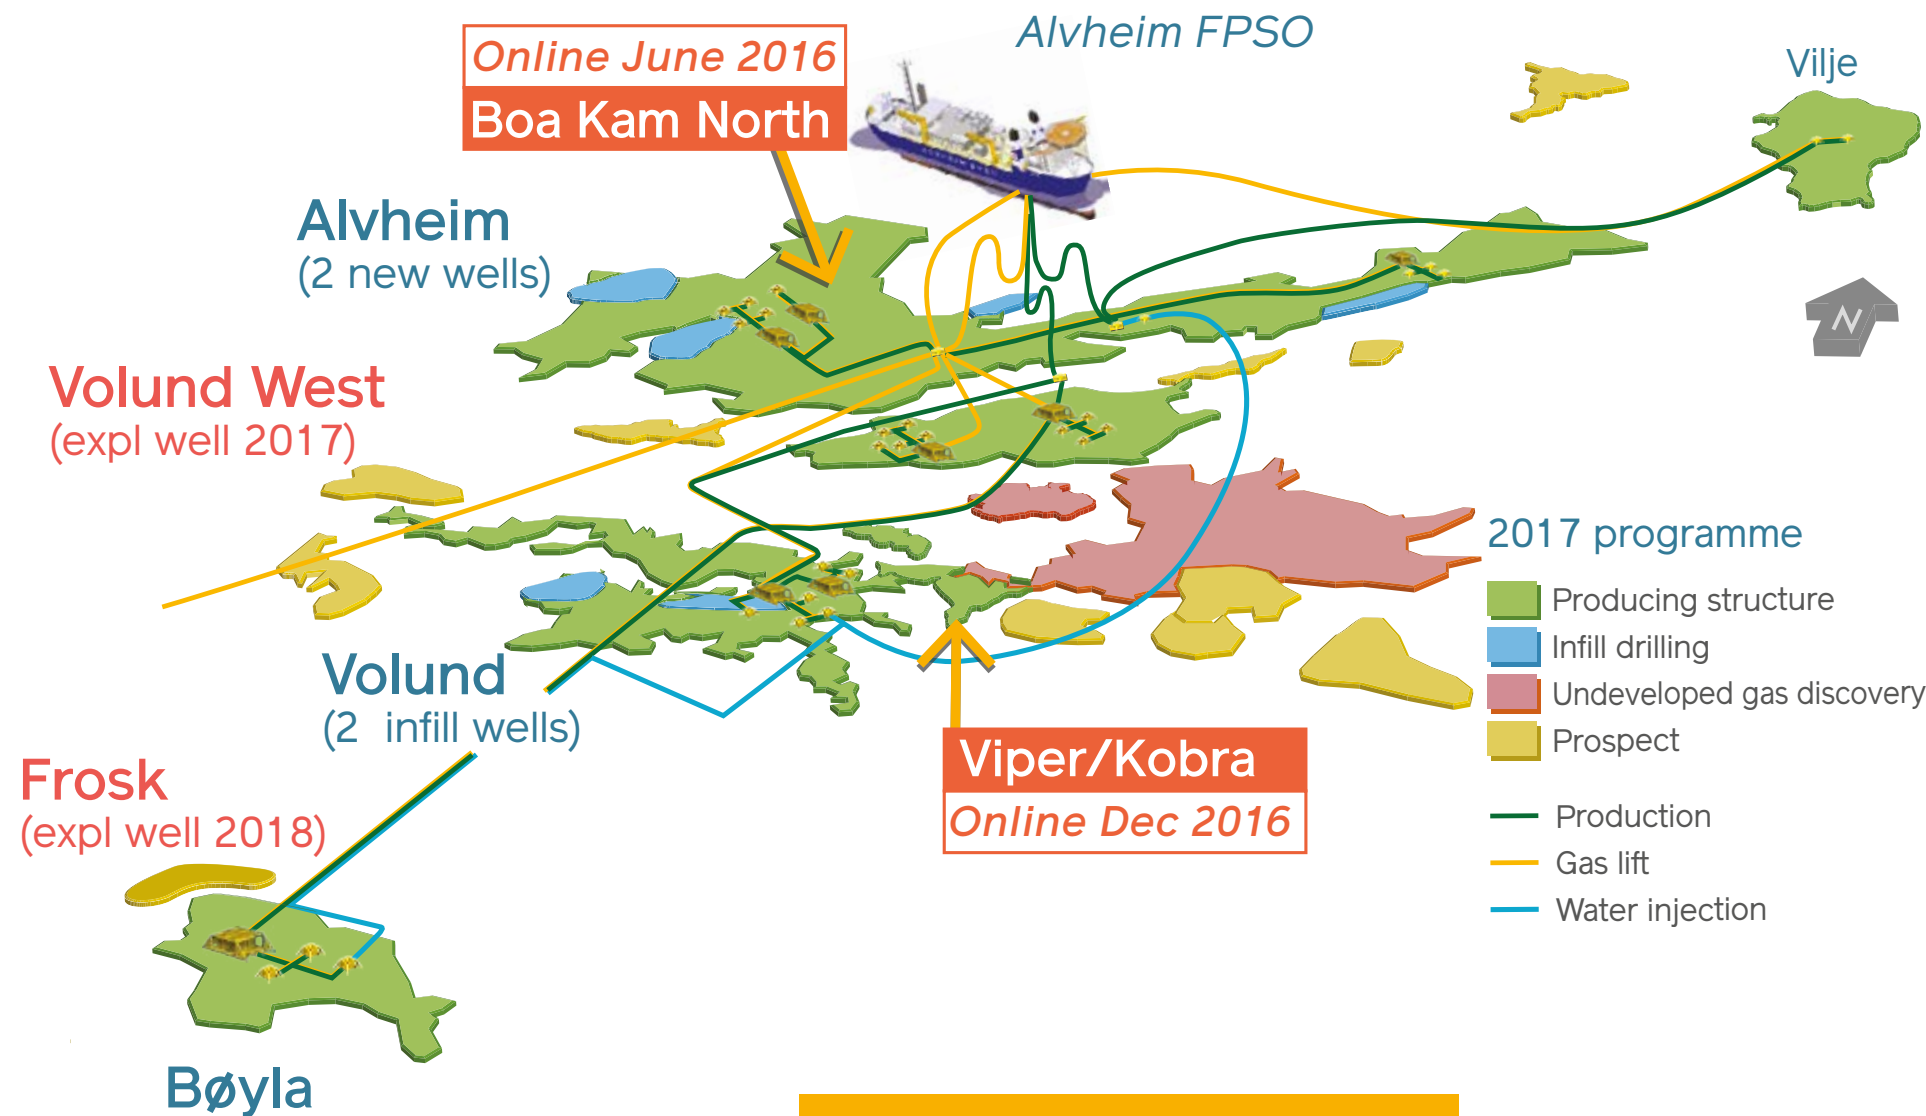 Alvheim FPSO
Online June 2016
Boa Kam North
Vilje
Alvheim
(2 new wells)
N
Volund West
(expl well 2017)
2017 programme
Producing structure
Infill drilling
Undeveloped gas discovery
Prospect
Production
Gas lift
Water injection
Volund
(2 infill wells)
Viper/Kobra
Online Dec 2016
Frosk
(expl well 2018)
Bøyla